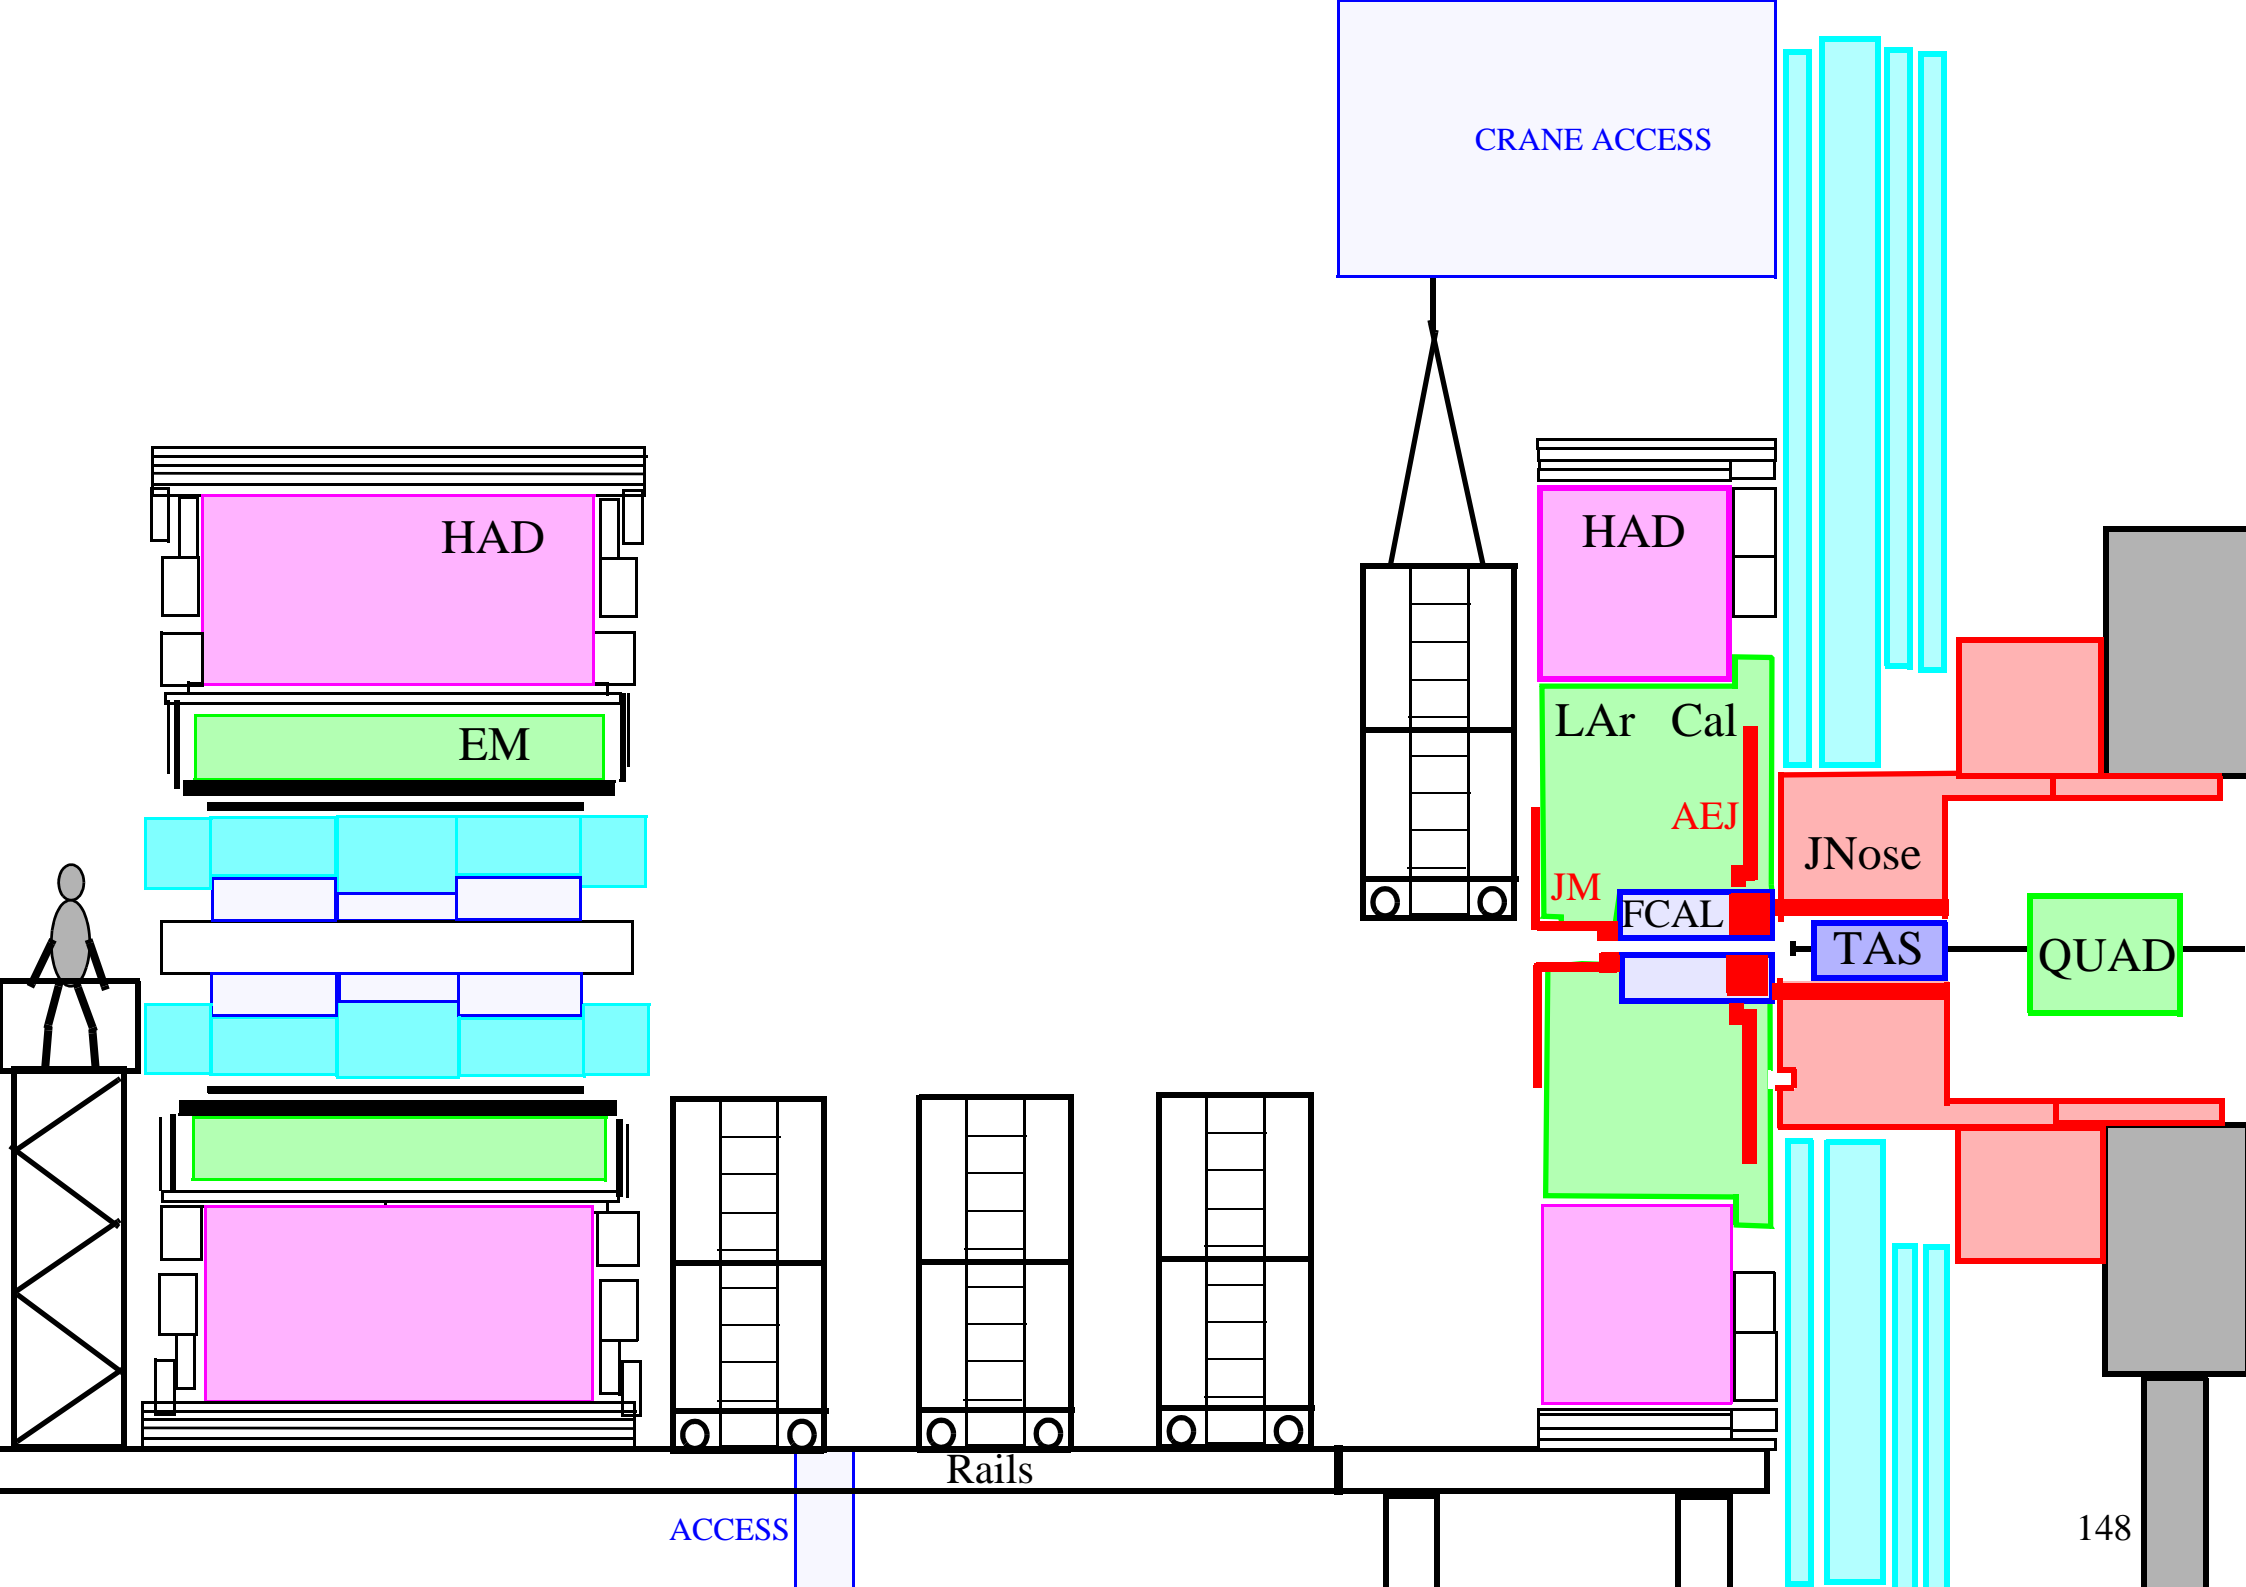 CRANE ACCESS
HAD
HAD
EM
LAr Cal
AEJ
JM
JNose
FCAL
TAS
QUAD
Rails
ACCESS
148